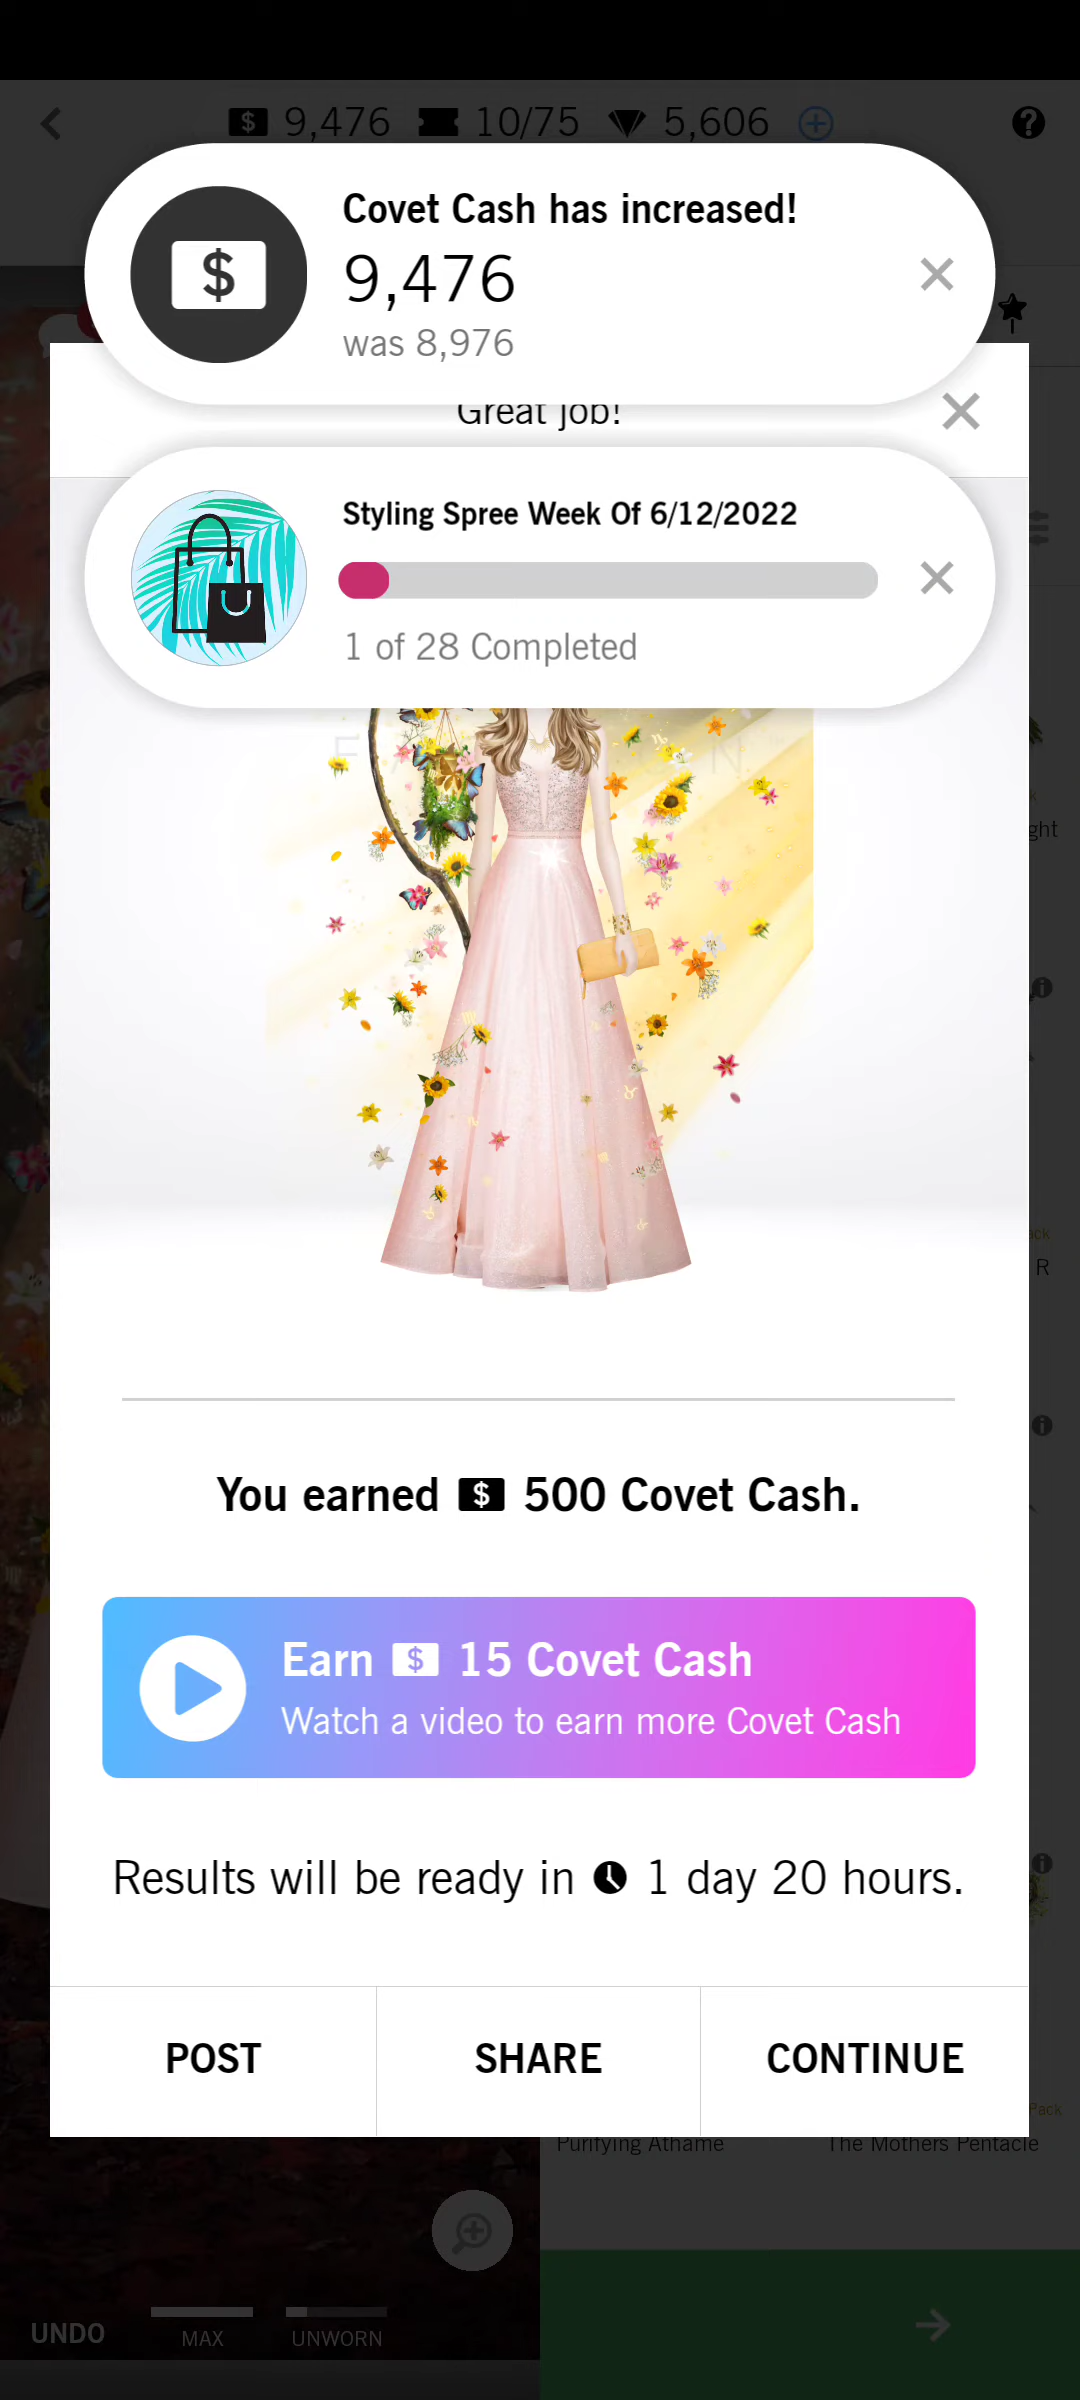 9,476 10/75 5,606
Covet Cash has increased!
9,476
was 8,976
Great job!
Styling Spree Week Of 6/12/2022
1 of 28 Completed
ght
ack
R
You earned 500 Covet Cash.
Earn 15 Covet Cash
Watch a video to earn more Covet Cash
Results will be ready in 1 day 20 hours.
POST SHARE CONTINUE
Pack
Purifying Athame The Mothers Pentacle
UNDO MAX UNWORN